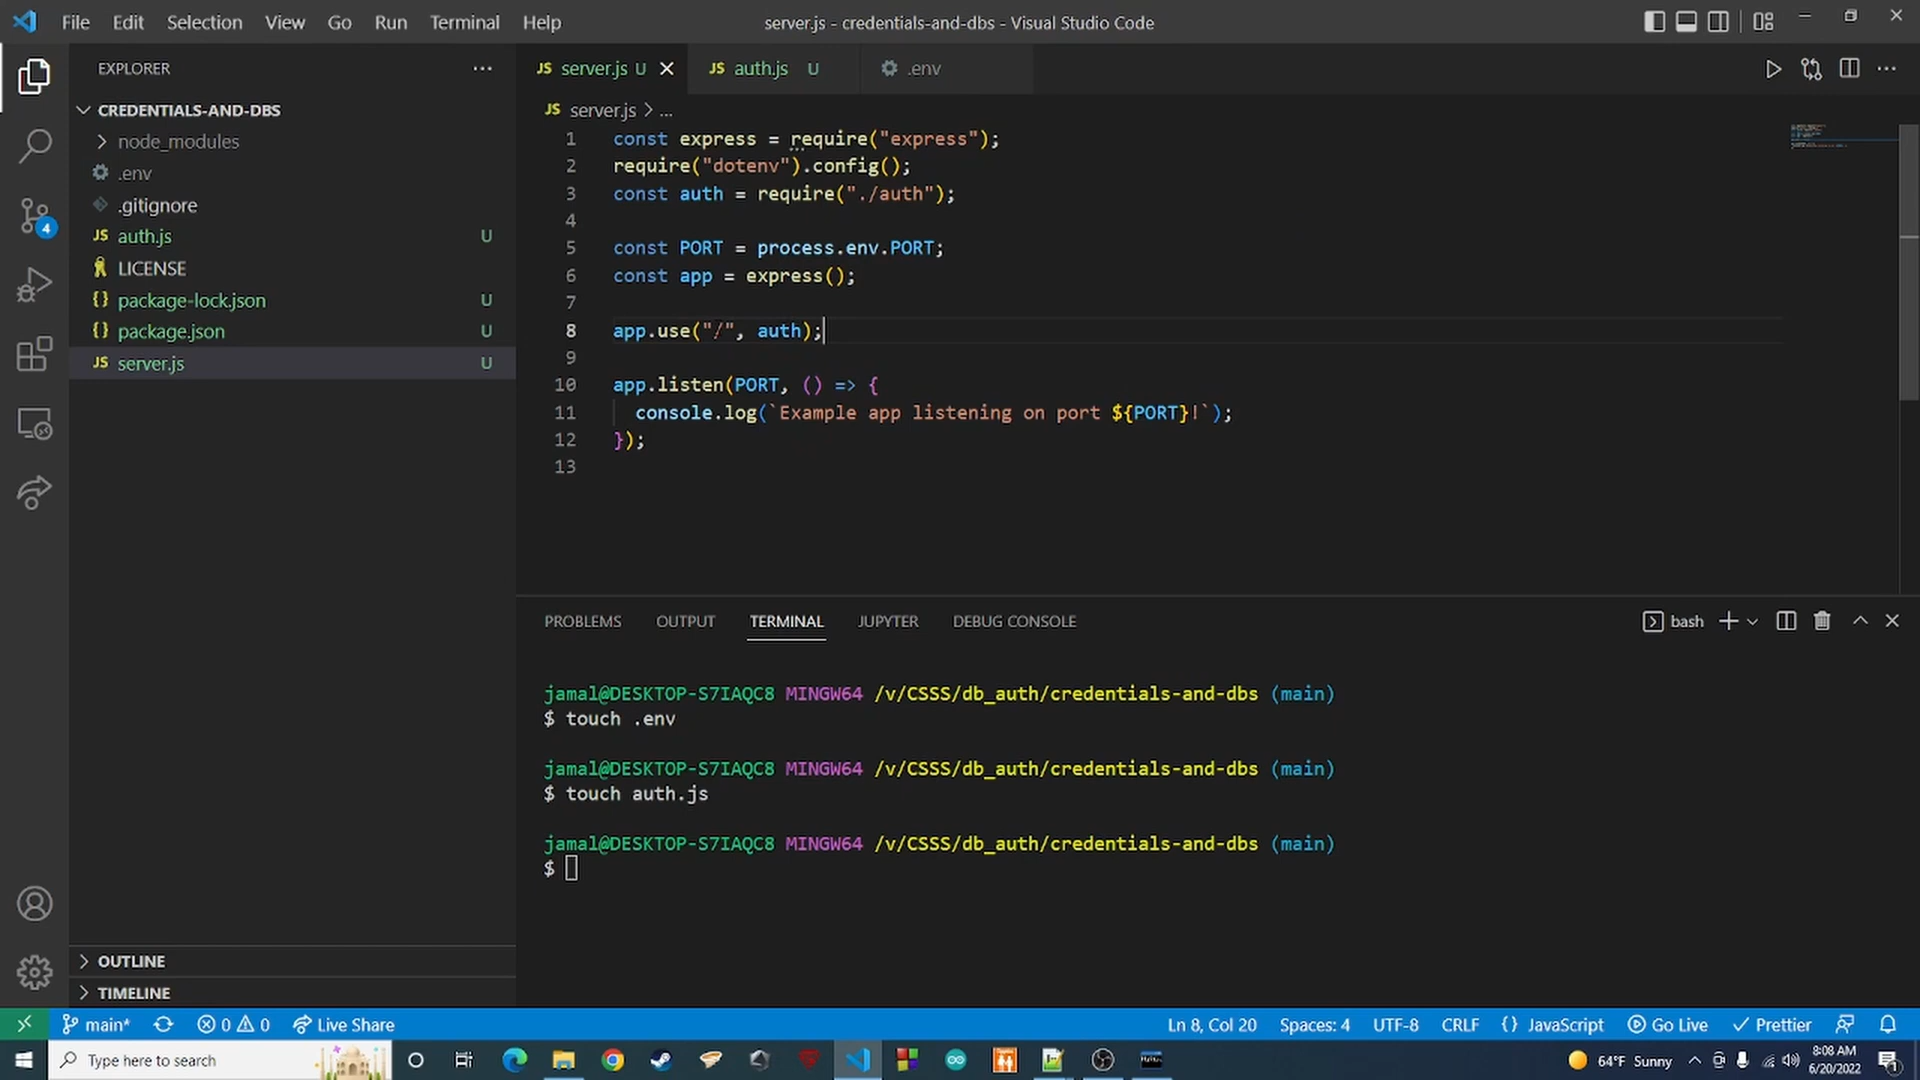 File Edit Selection View Go Run Terminal Help
server.js - credentials-and-dbs - Visual Studio Code
EXPLORER
CREDENTIALS-AND-DBS
node_modules
.env
.gitignore
JS auth.js U
LICENSE
{} package-lock.json U
{} package.json U
JS server.js U
OUTLINE
TIMELINE
4
JS server.js U
JS auth.js U
.env
JS server.js > ...
1 const express = require("express");
2 require("dotenv").config();
3 const auth = require("./auth");
4
5 const PORT = process.env.PORT;
6 const app = express();
7
8 app.use("/", auth);
9
10 app.listen(PORT, () => {
11 console.log(`Example app listening on port ${PORT}!`);
12 });
13
PROBLEMS OUTPUT TERMINAL JUPYTER DEBUG CONSOLE
bash
jamal@DESKTOP-S7IAQC8 MINGW64 /v/CSSS/db_auth/credentials-and-dbs (main)
$ touch .env
jamal@DESKTOP-S7IAQC8 MINGW64 /v/CSSS/db_auth/credentials-and-dbs (main)
$ touch auth.js
jamal@DESKTOP-S7IAQC8 MINGW64 /v/CSSS/db_auth/credentials-and-dbs (main)
$
main* 0 0 Live Share
Ln 8, Col 20 Spaces: 4 UTF-8 CRLF {} JavaScript Go Live Prettier
Type here to search
64°F Sunny
8:08 AM
6/20/2022
1